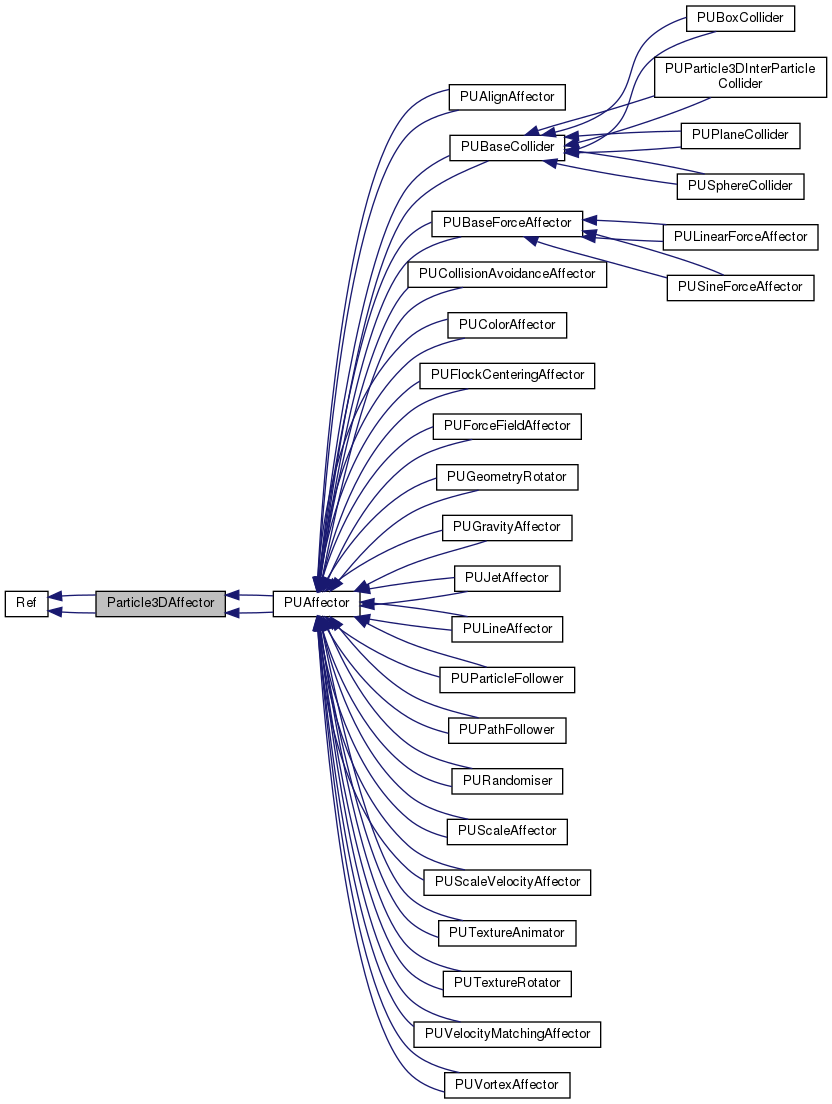 PUBoxCollider
PUParticle3DInterParticle
Collider
PUAlignAffector
PUPlaneCollider
PUBaseCollider
PUSphereCollider
PUBaseForceAffector
PULinearForceAffector
PUCollisionAvoidanceAffector
PUSineForceAffector
PUColorAffector
PUFlockCenteringAffector
PUForceFieldAffector
PUGeometryRotator
PUGravityAffector
PUJetAffector
Ref
Particle3DAffector
PUAffector
PULineAffector
PUParticleFollower
PUPathFollower
PURandomiser
PUScaleAffector
PUScaleVelocityAffector
PUTextureAnimator
PUTextureRotator
PUVelocityMatchingAffector
PUVortexAffector